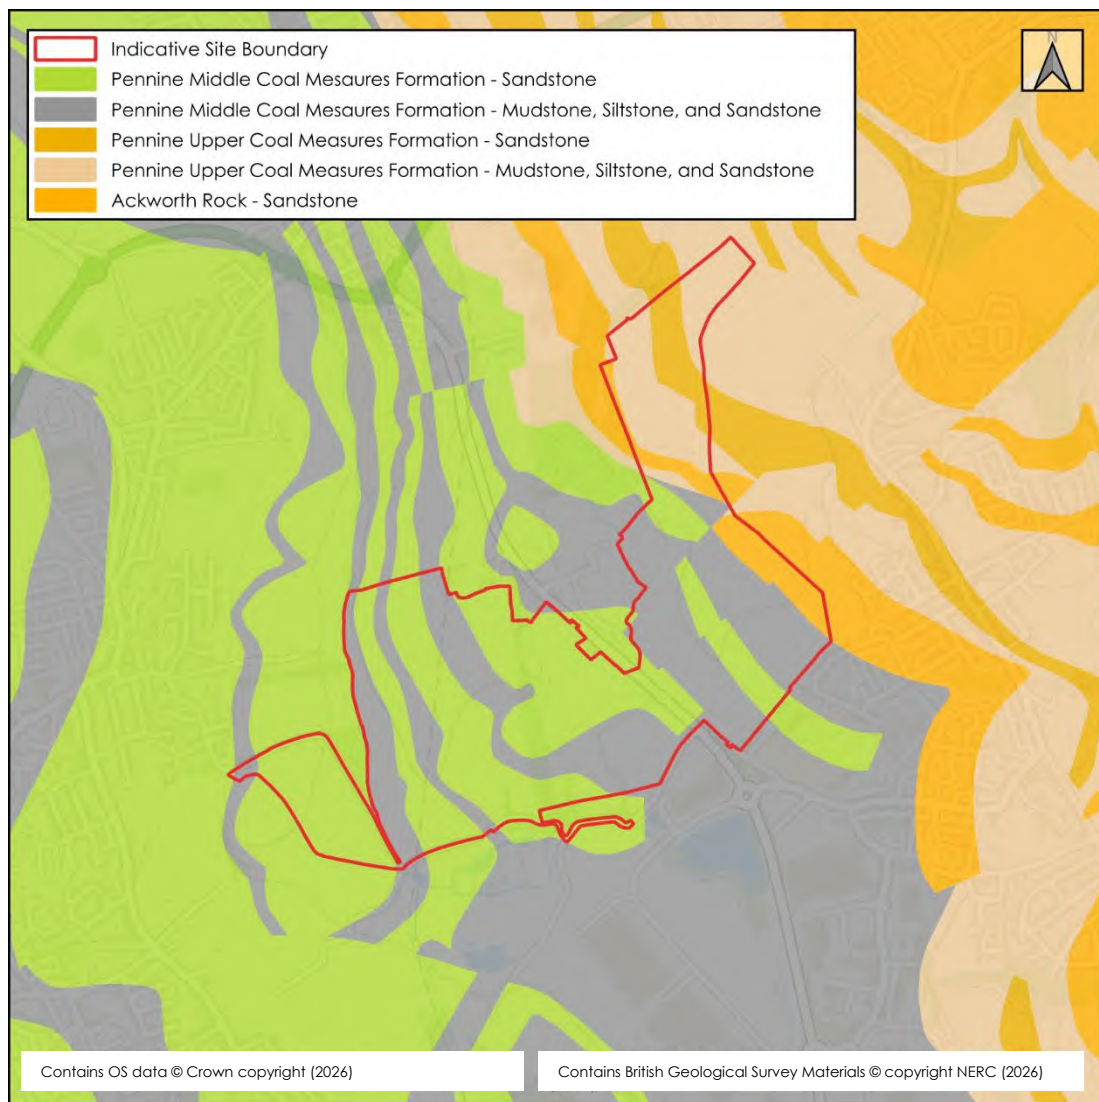 N
Indicative Site Boundary
Pennine Middle Coal Mesaures Formation - Sandstone
Pennine Middle Coal Mesaures Formation - Mudstone, Siltstone, and Sandstone
Pennine Upper Coal Measures Formation - Sandstone
Pennine Upper Coal Measures Formation - Mudstone, Siltstone, and Sandstone
Ackworth Rock - Sandstone
Contains OS data © Crown copyright (2026)
Contains British Geological Survey Materials © copyright NERC (2026)